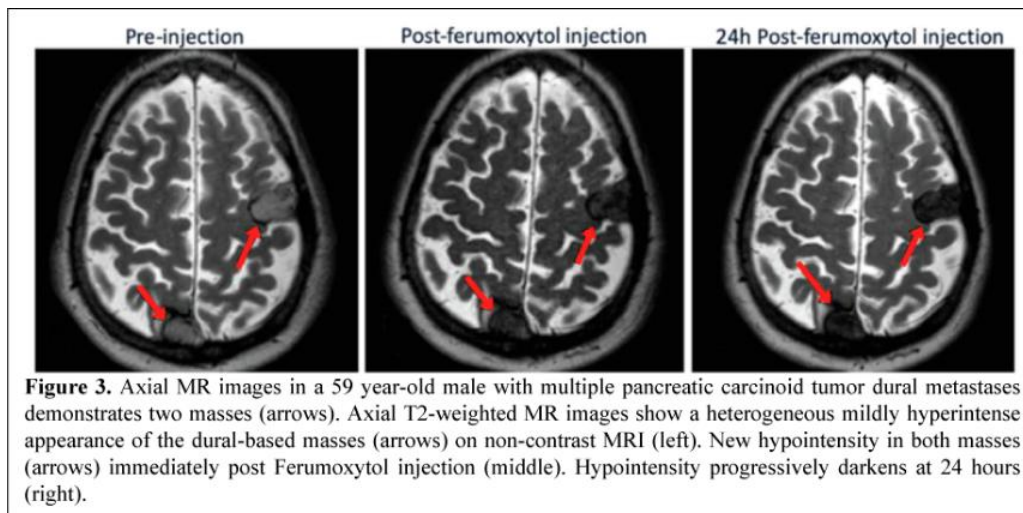 Pre-injection
Post-ferumoxytol injection
24h Post-ferumoxytol injection
Figure 3. Axial MR images in a 59 year-old male with multiple pancreatic carcinoid tumor dural metastases
demonstrates two masses (arrows). Axial T2-weighted MR images show a heterogeneous mildly hyperintense
appearance of the dural-based masses (arrows) on non-contrast MRI (left). New hypointensity in both masses
(arrows) immediately post Ferumoxytol injection (middle). Hypointensity progressively darkens at 24 hours
(right).